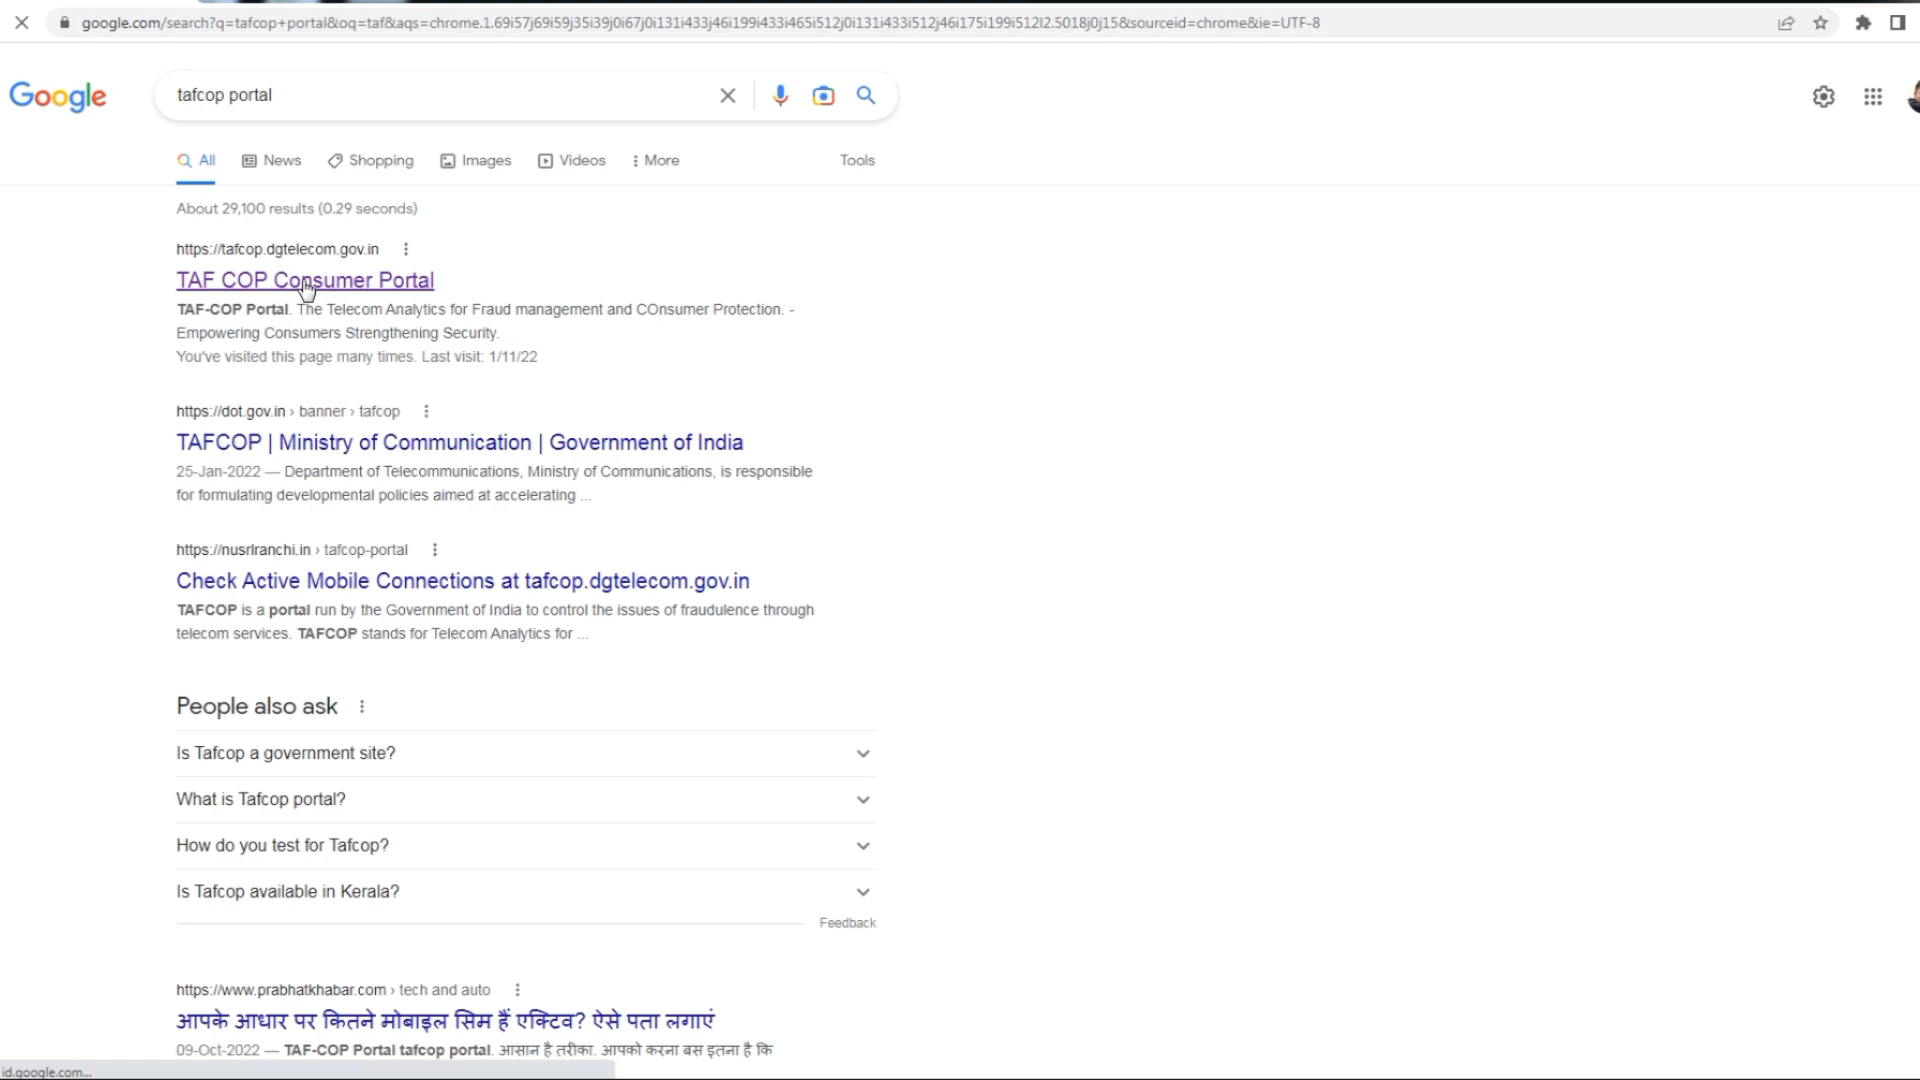 google.com/search?q=tafcop+portal&oq=taf&aqs=chrome.1.69i57j69i59j35i39j0i67j0i131i433j46i199i433i465i512j0i131i433i512j46i175i199i512l2.5018j0j15&sourceid=chrome&ie=UTF-8
Google
tafcop portal
All News Shopping Images Videos More Tools
About 29,100 results (0.29 seconds)
https://tafcop.dgtelecom.gov.in
TAF COP Consumer Portal
TAF-COP Portal. The Telecom Analytics for Fraud management and COnsumer Protection. -
Empowering Consumers Strengthening Security.
You've visited this page many times. Last visit: 1/11/22
https://dot.gov.in › banner › tafcop
TAFCOP | Ministry of Communication | Government of India
25-Jan-2022 — Department of Telecommunications, Ministry of Communications, is responsible
for formulating developmental policies aimed at accelerating ...
https://nusrlranchi.in › tafcop-portal
Check Active Mobile Connections at tafcop.dgtelecom.gov.in
TAFCOP is a portal run by the Government of India to control the issues of fraudulence through
telecom services. TAFCOP stands for Telecom Analytics for ...
People also ask
Is Tafcop a government site?
What is Tafcop portal?
How do you test for Tafcop?
Is Tafcop available in Kerala?
Feedback
https://www.prabhatkhabar.com › tech and auto
आपके आधार पर कितने मोबाइल सिम हैं एक्टिव? ऐसे पता लगाएं
09-Oct-2022 — TAF-COP Portal tafcop portal. आसान है तरीका. आपको करना बस इतना है कि
id.google.com...